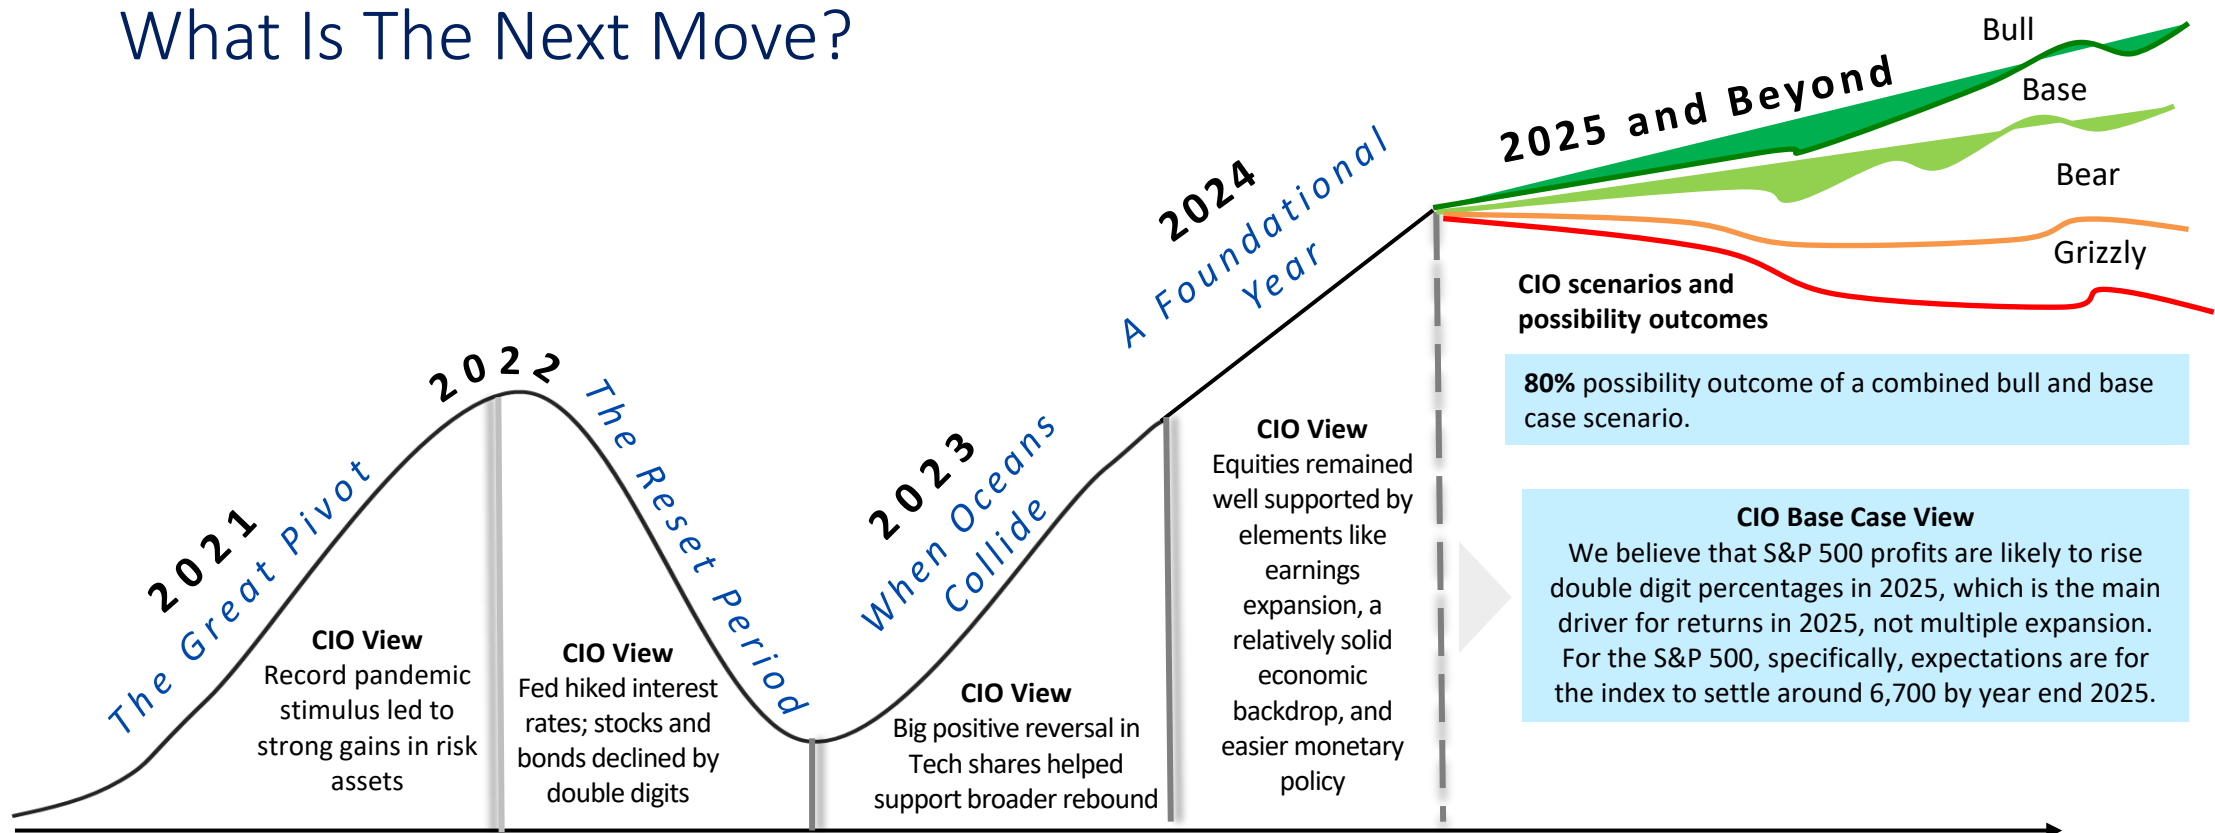 What Is The Next Move?
2021
The Great Pivot
CIO View
Record pandemic
stimulus led to
strong gains in risk
assets
2022
The Reset Period
CIO View
Fed hiked interest
rates; stocks and
bonds declined by
double digits
2023
When Oceans
Collide
CIO View
Big positive reversal in
Tech shares helped
support broader rebound
2024
A Foundational
Year
CIO View
Equities remained
well supported by
elements like
earnings
expansion, a
relatively solid
economic
backdrop, and
easier monetary
policy
2025 and Beyond
Bull
Base
Bear
Grizzly
CIO scenarios and
possibility outcomes
80% possibility outcome of a combined bull and base
case scenario.
CIO Base Case View
We believe that S&P 500 profits are likely to rise
double digit percentages in 2025, which is the main
driver for returns in 2025, not multiple expansion.
For the S&P 500, specifically, expectations are for
the index to settle around 6,700 by year end 2025.